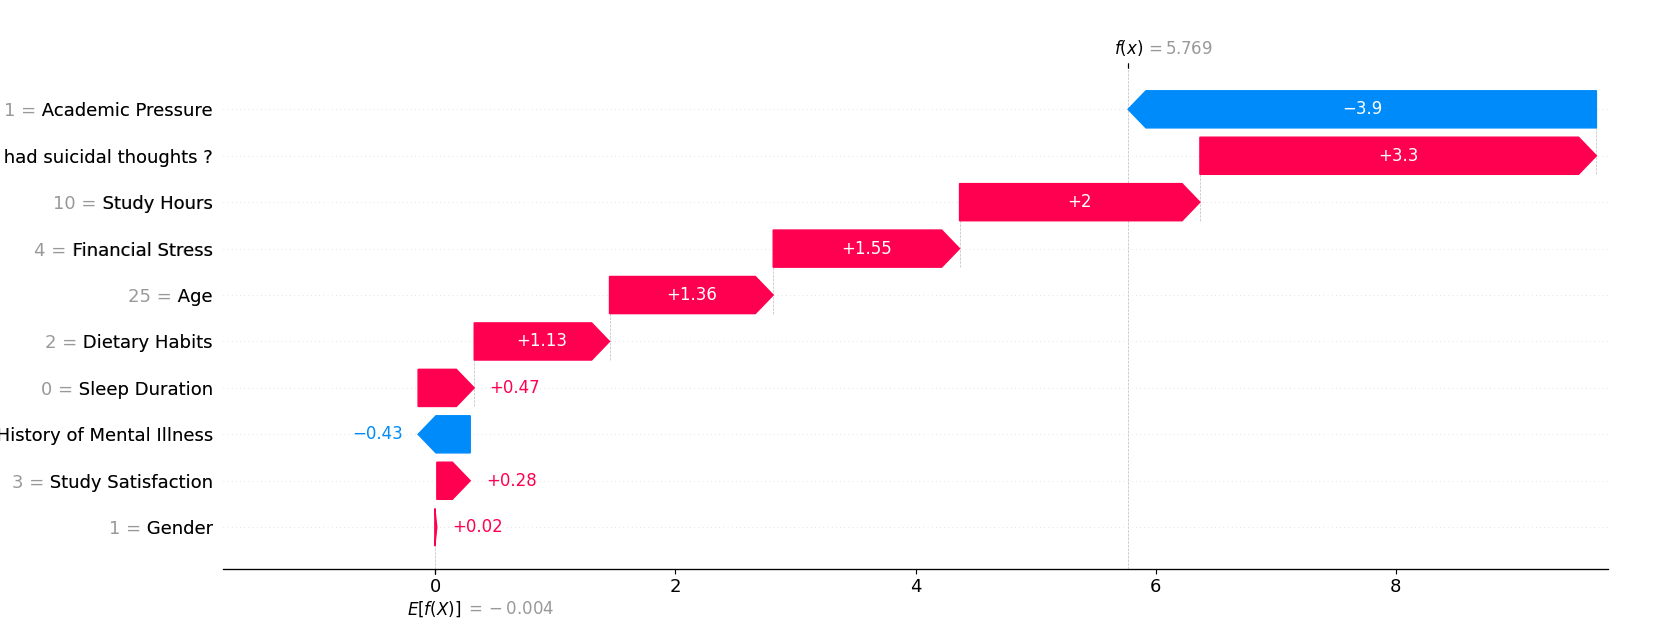 f(x) = 5.769
1 = Academic Pressure
−3.9
had suicidal thoughts ?
+3.3
10 = Study Hours
+2
4 = Financial Stress
+1.55
25 = Age
+1.36
2 = Dietary Habits
+1.13
0 = Sleep Duration
+0.47
History of Mental Illness
−0.43
3 = Study Satisfaction
+0.28
1 = Gender
+0.02
0 2 4 6 8
E[f(X)] = −0.004